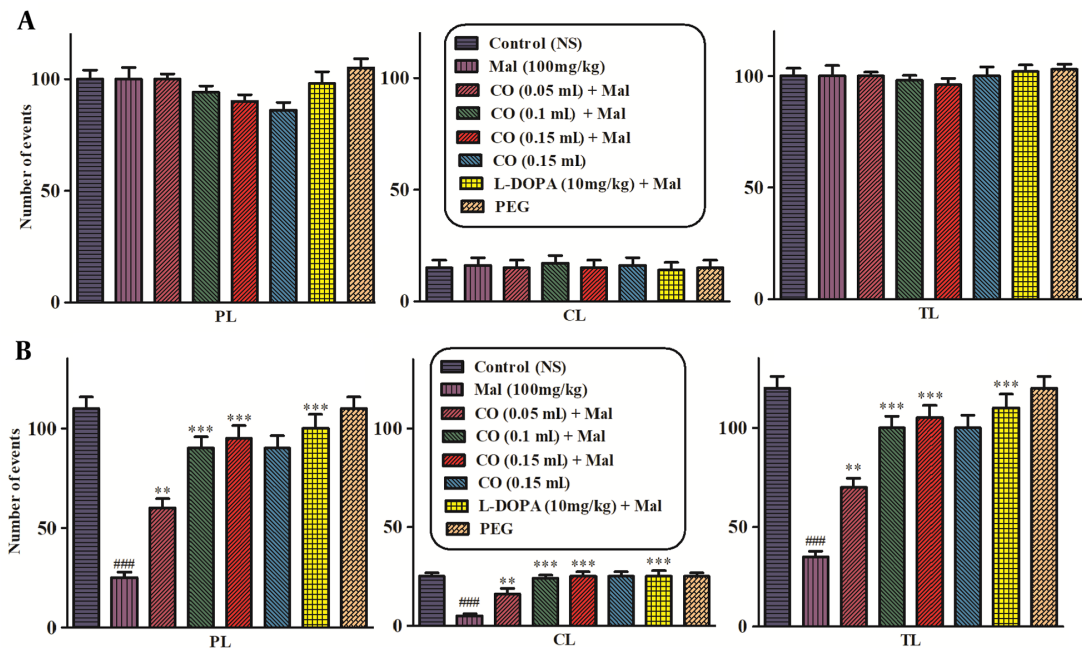 A
Number of events
100
50
0
PL
100
50
0
Control (NS)
Mal (100mg/kg)
CO (0.05 mL) + Mal
CO (0.1 mL) + Mal
CO (0.15 mL) + Mal
CO (0.15 mL)
L-DOPA (10mg/kg) + Mal
PEG
CL
100
50
0
TL
B
Number of events
100
50
0
###
**
***
***
***
PL
100
50
0
Control (NS)
Mal (100mg/kg)
CO (0.05 mL) + Mal
CO (0.1 mL) + Mal
CO (0.15 mL) + Mal
CO (0.15 mL)
L-DOPA (10mg/kg) + Mal
PEG
###
**
***
***
***
CL
100
50
0
###
**
***
***
***
TL